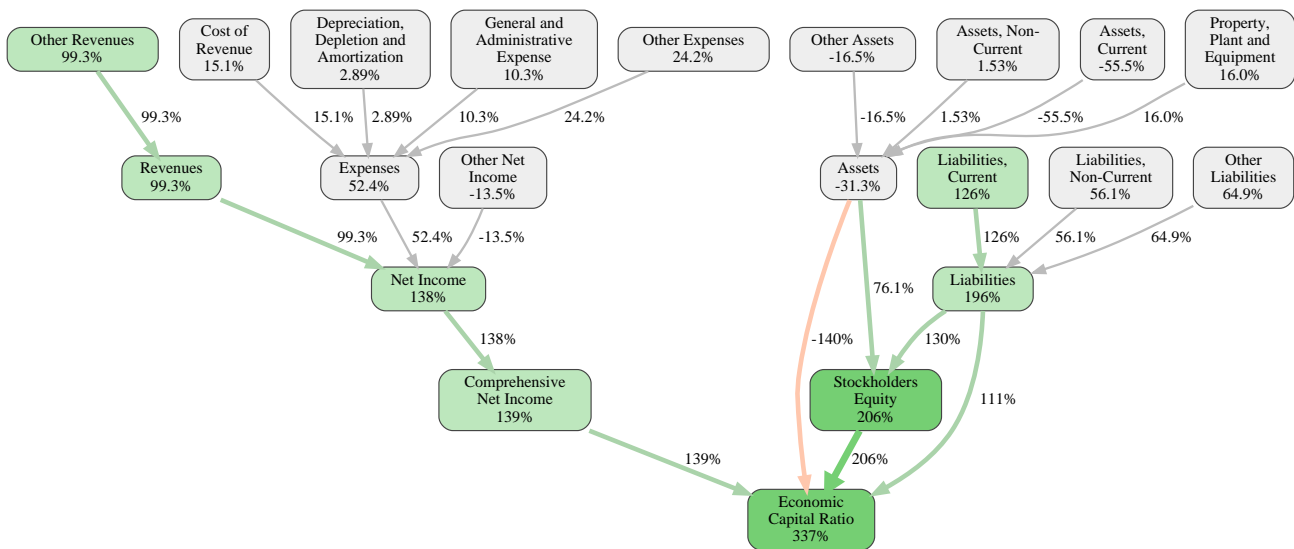 Other Revenues
99.3%
Cost of
Revenue
15.1%
Depreciation,
Depletion and
Amortization
2.89%
General and
Administrative
Expense
10.3%
Other Expenses
24.2%
Other Assets
-16.5%
Assets, Non-
Current
1.53%
Assets,
Current
-55.5%
Property,
Plant and
Equipment
16.0%
99.3%
15.1%
2.89%
10.3%
24.2%
-16.5%
1.53%
-55.5%
16.0%
Revenues
99.3%
Expenses
52.4%
Other Net
Income
-13.5%
Assets
-31.3%
Liabilities,
Current
126%
Liabilities,
Non-Current
56.1%
Other
Liabilities
64.9%
99.3%
52.4%
-13.5%
126%
56.1%
64.9%
Net Income
138%
76.1%
Liabilities
196%
138%
-140%
130%
Comprehensive
Net Income
139%
Stockholders
Equity
206%
111%
139%
206%
Economic
Capital Ratio
337%